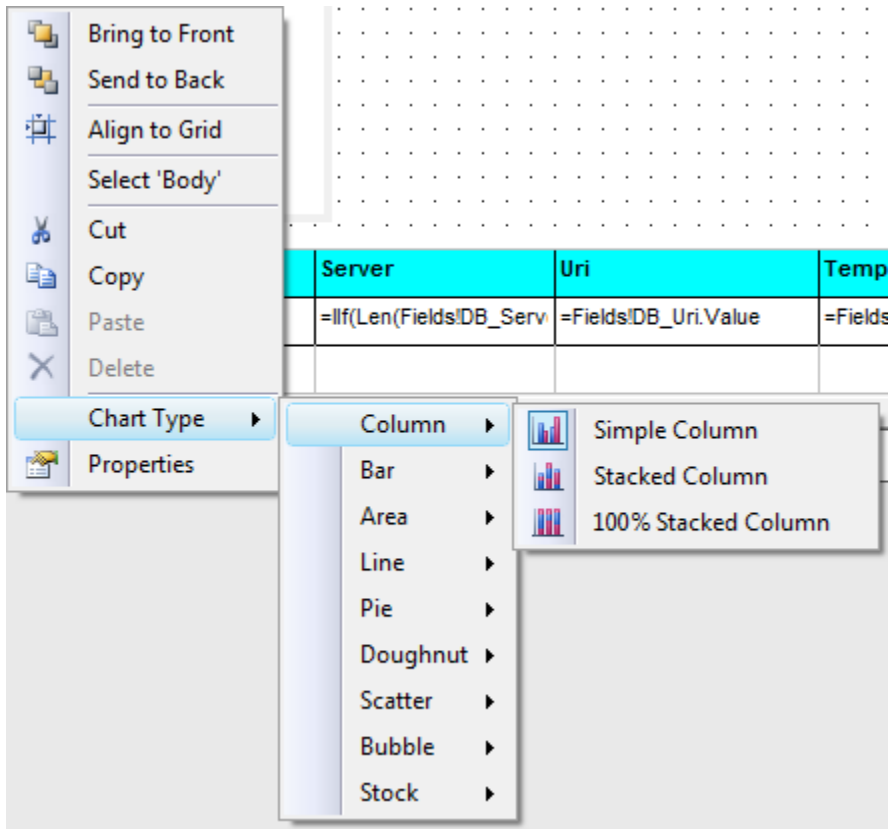 Bring to Front
Send to Back
Align to Grid
Select 'Body'
Cut
Copy
Paste
Delete
Chart Type
Properties
Server Uri Temp
=IIf(Len(Fields!DB_Serv =Fields!DB_Uri.Value =Fields
Column
Bar
Area
Line
Pie
Doughnut
Scatter
Bubble
Stock
Simple Column
Stacked Column
100% Stacked Column